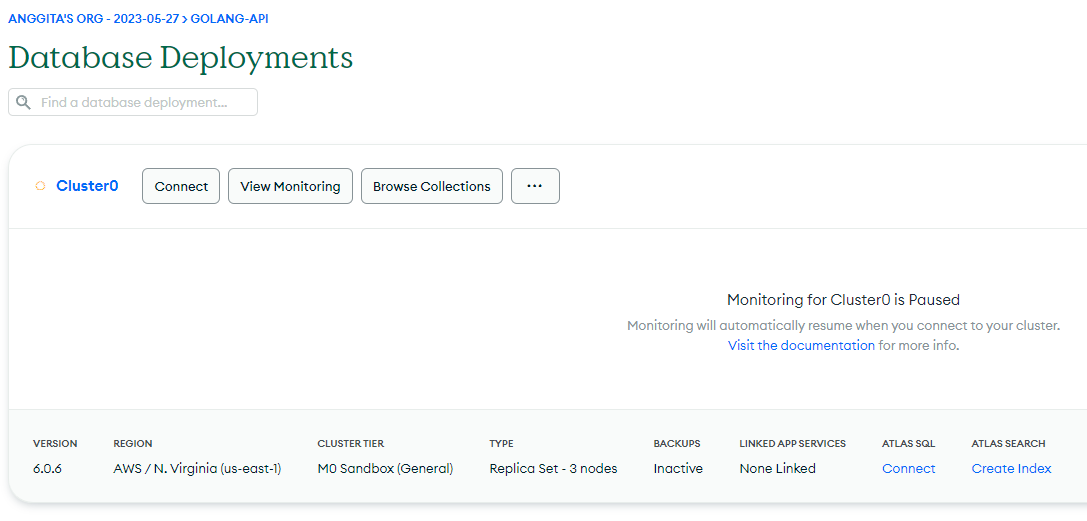 ANGGITA'S ORG - 2023-05-27 > GOLANG-API
Database Deployments
Find a database deployment...
Cluster0
Connect
View Monitoring
Browse Collections
...
Monitoring for Cluster0 is Paused
Monitoring will automatically resume when you connect to your cluster.
Visit the documentation for more info.
VERSION REGION CLUSTER TIER TYPE BACKUPS LINKED APP SERVICES ATLAS SQL ATLAS SEARCH
6.0.6 AWS / N. Virginia (us-east-1) M0 Sandbox (General) Replica Set - 3 nodes Inactive None Linked Connect Create Index